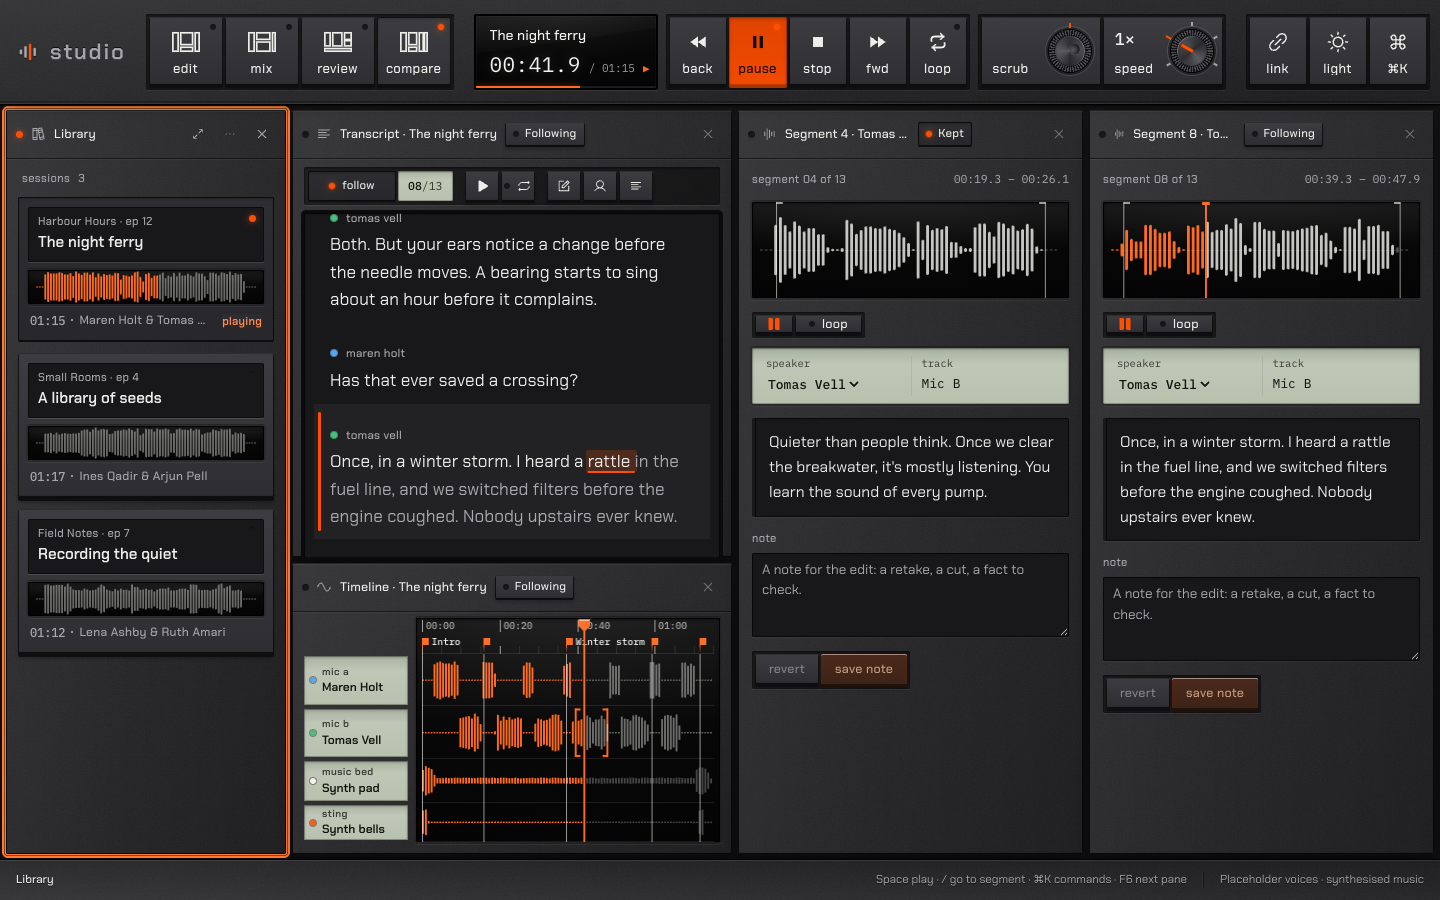 studio
edit
mix
review
compare
The night ferry
00:41.9 / 01:15
back
pause
stop
fwd
loop
scrub
1×
speed
link
light
⌘K
Library
sessions 3
Harbour Hours · ep 12
The night ferry
01:15 · Maren Holt & Tomas ... playing
Small Rooms · ep 4
A library of seeds
01:17 · Ines Qadir & Arjun Pell
Field Notes · ep 7
Recording the quiet
01:12 · Lena Ashby & Ruth Amari
Transcript · The night ferry
Following
follow
08/13
tomas vell
Both. But your ears notice a change before
the needle moves. A bearing starts to sing
about an hour before it complains.
maren holt
Has that ever saved a crossing?
tomas vell
Once, in a winter storm. I heard a rattle in the
fuel line, and we switched filters before the
engine coughed. Nobody upstairs ever knew.
Timeline · The night ferry
Following
00:00
00:20
00:40
01:00
Intro
Winter storm
mic a
Maren Holt
mic b
Tomas Vell
music bed
Synth pad
sting
Synth bells
Segment 4 · Tomas ...
Kept
segment 04 of 13
00:19.3 – 00:26.1
loop
speaker
track
Tomas Vell
Mic B
Quieter than people think. Once we clear
the breakwater, it's mostly listening. You
learn the sound of every pump.
note
A note for the edit: a retake, a cut, a fact to
check.
revert
save note
Segment 8 · To...
Following
segment 08 of 13
00:39.3 – 00:47.9
loop
speaker
track
Tomas Vell
Mic B
Once, in a winter storm. I heard a rattle
in the fuel line, and we switched filters
before the engine coughed. Nobody
upstairs ever knew.
note
A note for the edit: a retake, a cut, a fact to
check.
revert
save note
Library
Space play · / go to segment · ⌘K commands · F6 next pane
Placeholder voices · synthesised music